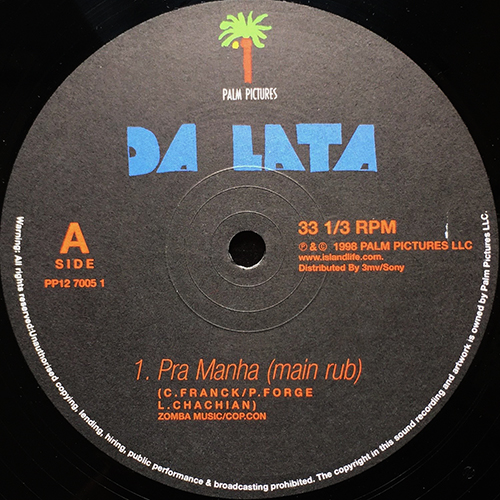 PALM PICTURES
DA LATA
A
SIDE
PP12 7005 1
33 1/3 RPM
℗ & © 1998 PALM PICTURES LLC
www.islandlife.com.
Distributed By 3mv/Sony
1. Pra Manha (main rub)
(C.FRANCK/P.FORGE
L.CHACHIAN)
ZOMBA MUSIC/COP.CON
Warning: All rights reserved:Unauthorised copying, lending, hiring, public performance & broadcasting prohibited. The copyright in this sound recording and artwork is owned by Palm Pictures LLC.